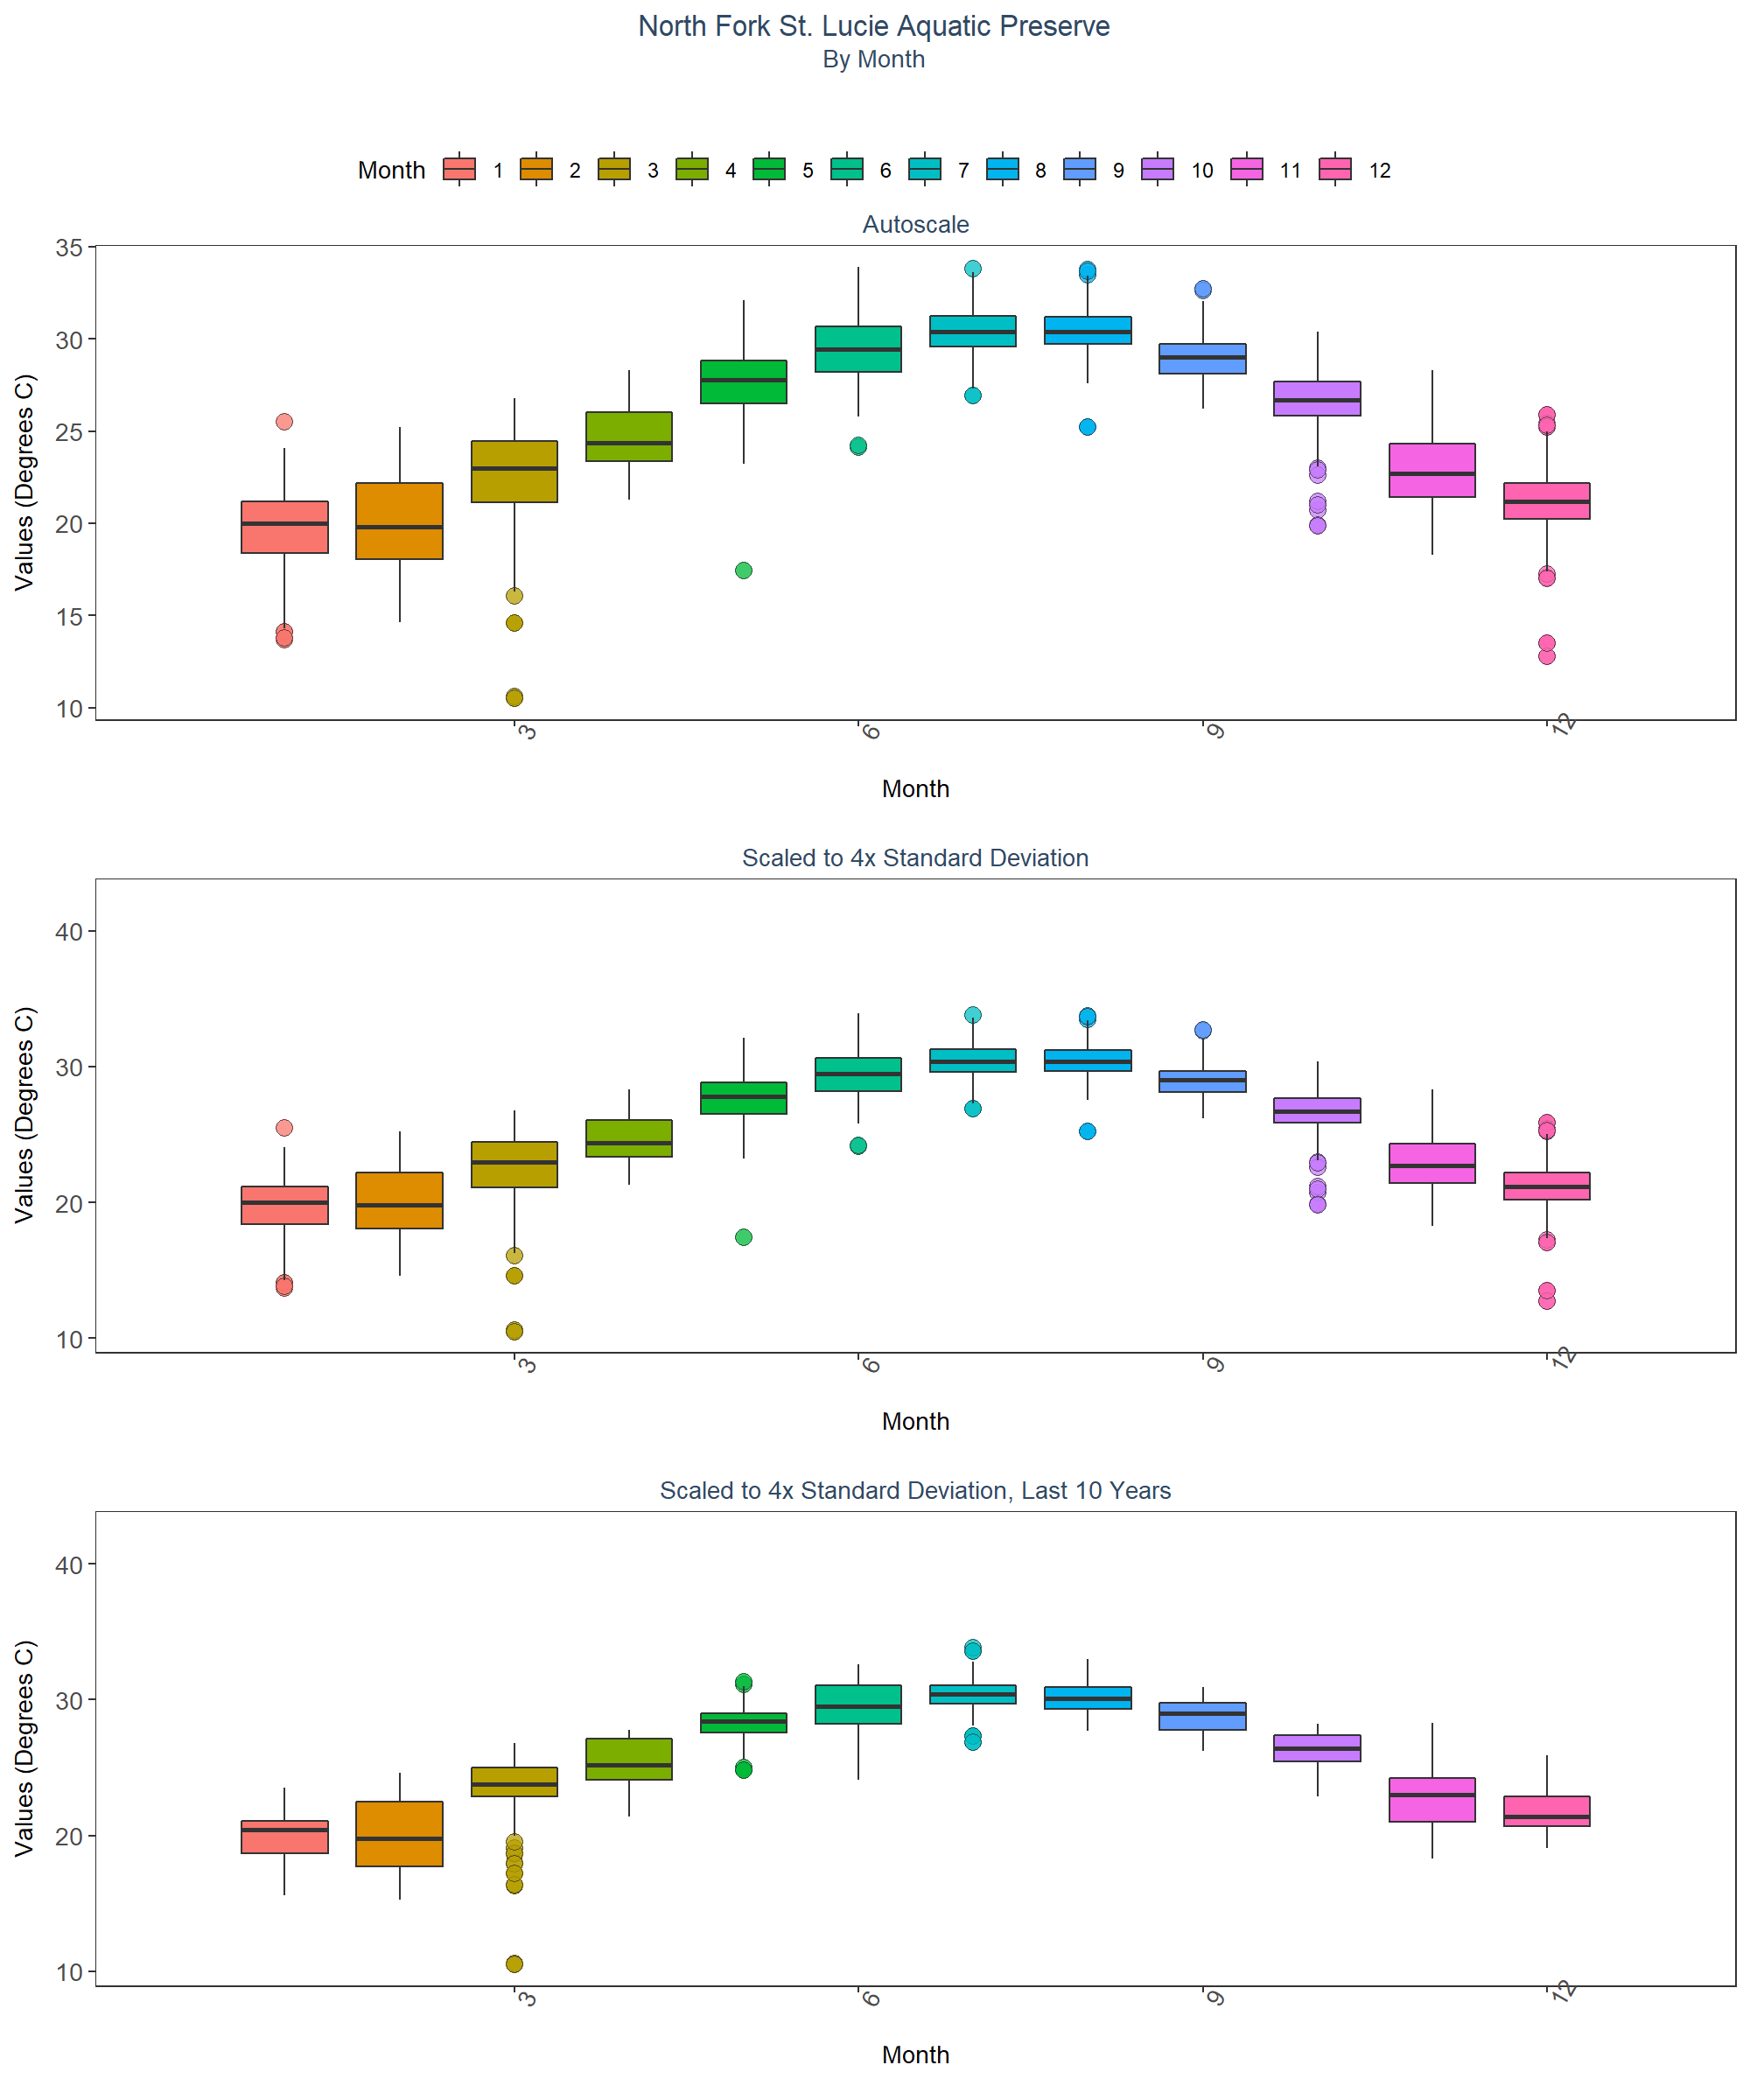 North Fork St. Lucie Aquatic Preserve
By Month
Month 1 2 3 4 5 6 7 8 9 10 11 12
Autoscale
Values (Degrees C)
35
30
25
20
15
10
3 6 9 12
Month
Scaled to 4x Standard Deviation
Values (Degrees C)
40
30
20
10
3 6 9 12
Month
Scaled to 4x Standard Deviation, Last 10 Years
Values (Degrees C)
40
30
20
10
3 6 9 12
Month